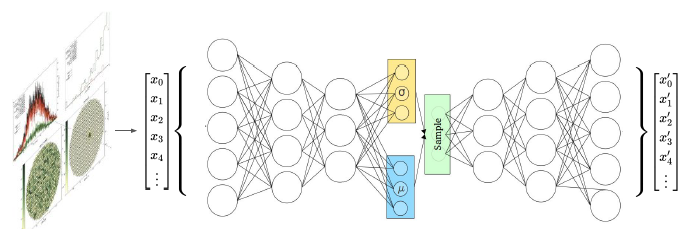 x₀
x₁
x₂
x₃
x₄
⋮
σ
μ
Sample
x′₀
x′₁
x′₂
x′₃
x′₄
⋮